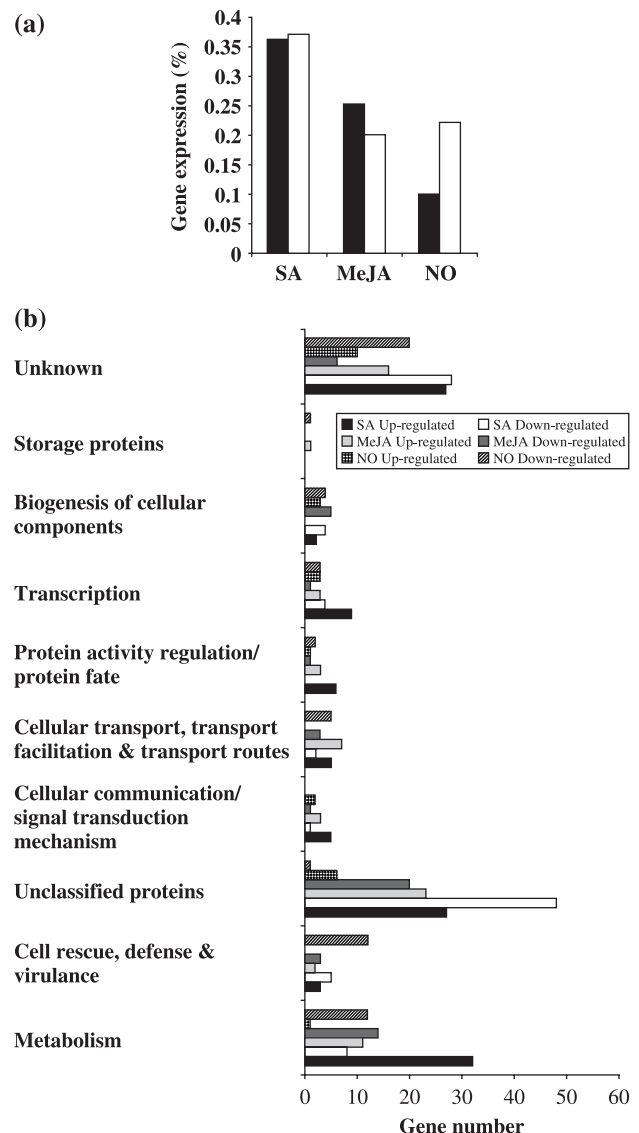 (a)
0.4
0.35
0.3
0.25
0.2
0.15
0.1
0.05
0
Gene expression (%)
SA MeJA NO
(b)
Unknown
Storage proteins
Biogenesis of cellular
components
Transcription
Protein activity regulation/
protein fate
Cellular transport, transport
facilitation & transport routes
Cellular communication/
signal transduction
mechanism
Unclassified proteins
Cell rescue, defense &
virulance
Metabolism
SA Up-regulated SA Down-regulated
MeJA Up-regulated MeJA Down-regulated
NO Up-regulated NO Down-regulated
0 10 20 30 40 50 60
Gene number